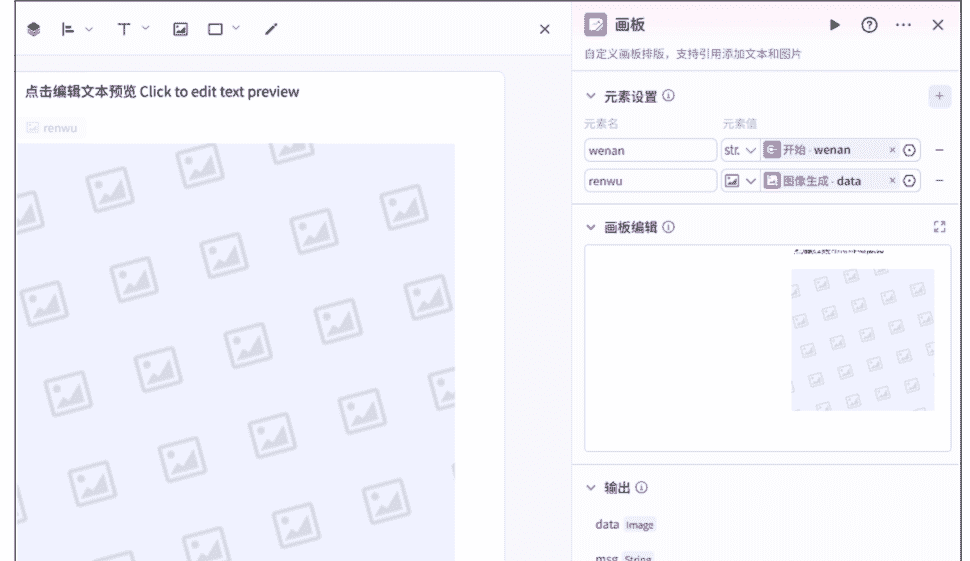 点击编辑文本预览 Click to edit text preview
renwu
画板
自定义画板排版，支持引用添加文本和图片
元素设置
元素名 元素值
wenan str. 开始 · wenan
renwu 图像生成 · data
画板编辑
输出
data Image
msg String